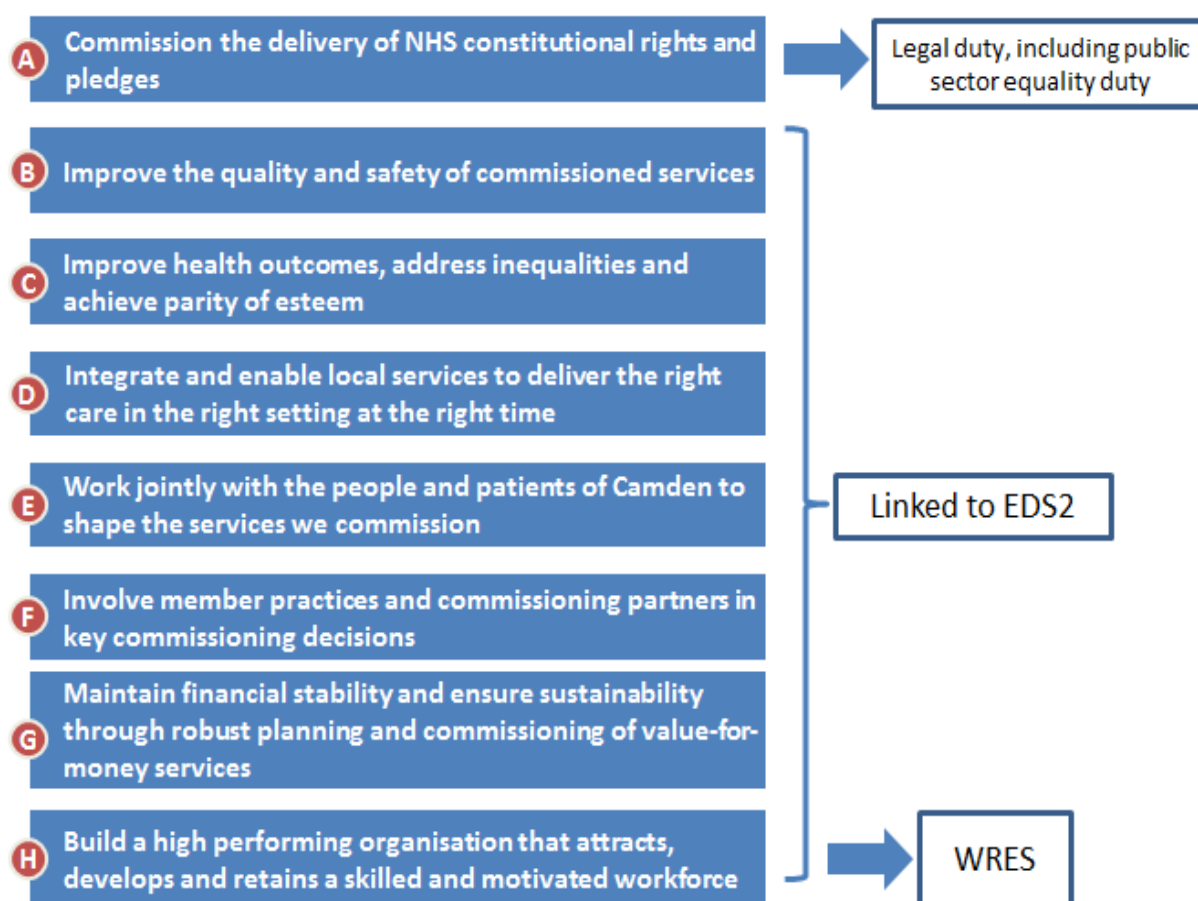 A
Commission the delivery of NHS constitutional rights and
pledges
Legal duty, including public
sector equality duty
B
Improve the quality and safety of commissioned services
C
Improve health outcomes, address inequalities and
achieve parity of esteem
D
Integrate and enable local services to deliver the right
care in the right setting at the right time
E
Work jointly with the people and patients of Camden to
shape the services we commission
Linked to EDS2
F
Involve member practices and commissioning partners in
key commissioning decisions
G
Maintain financial stability and ensure sustainability
through robust planning and commissioning of value-for-
money services
H
Build a high performing organisation that attracts,
develops and retains a skilled and motivated workforce
WRES